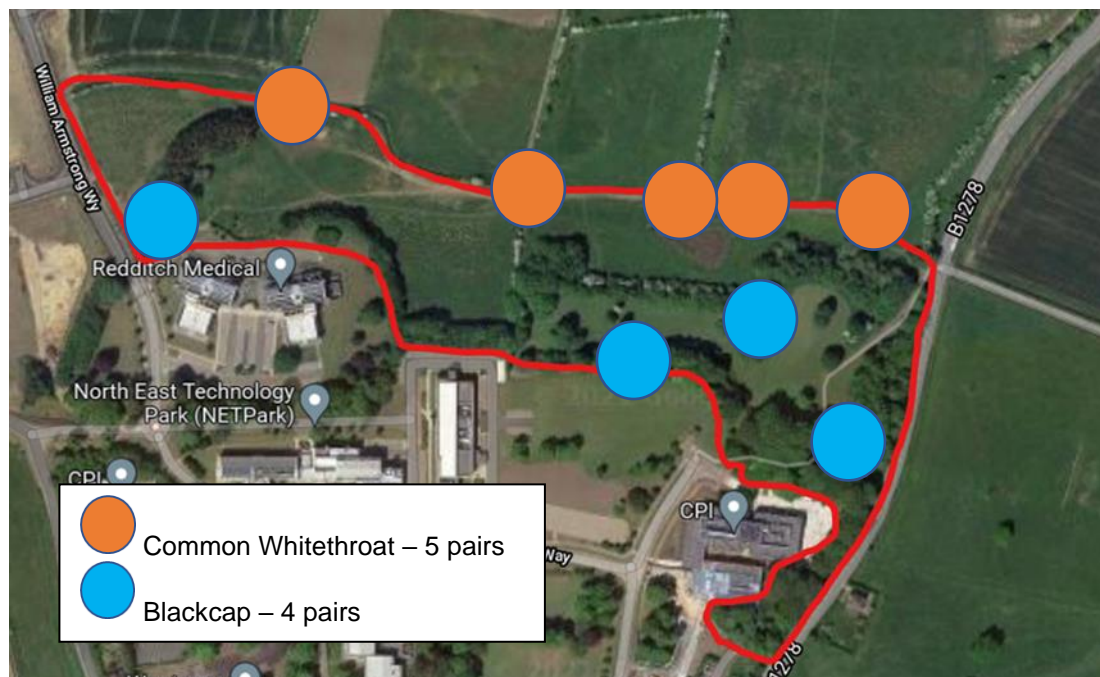 William Armstrong Wy
B1278
Redditch Medical
North East Technology
Park (NETPark)
CPI
CPI
Common Whitethroat – 5 pairs
Way
Blackcap – 4 pairs